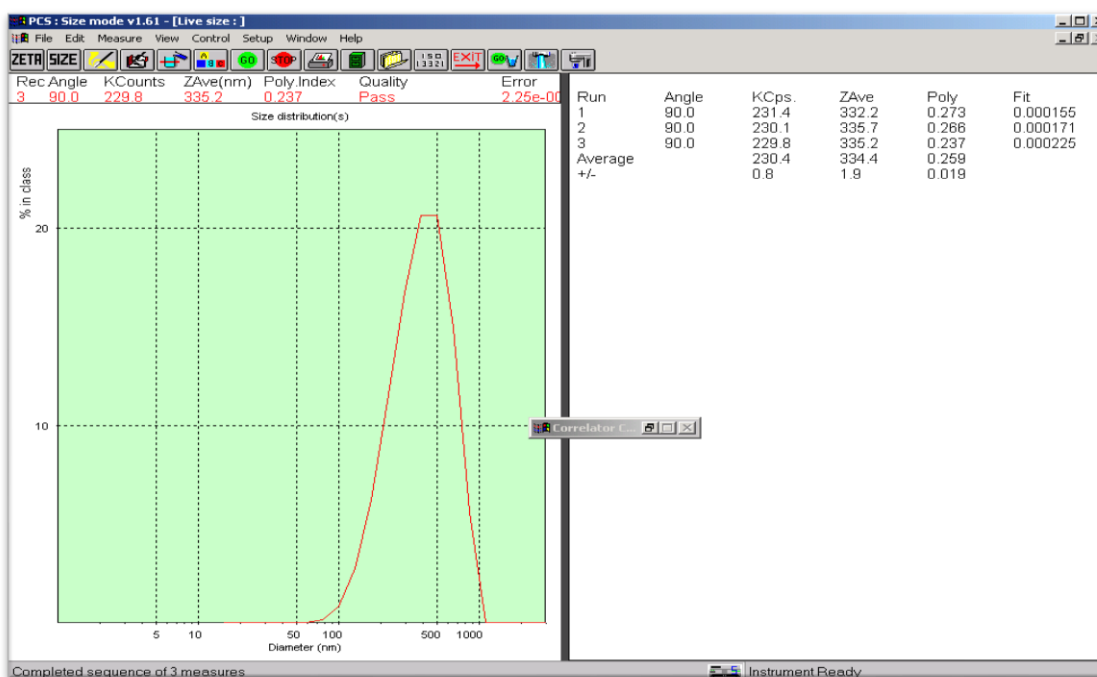 PCS : Size mode v1.61 - [Live size : ]
File Edit Measure View Control Setup Window Help
ZETA SIZE GO STOP ISO 13321 EXIT GO
Rec Angle KCounts ZAve(nm) Poly.Index Quality Error
3 90.0 229.8 335.2 0.237 Pass 2.25e-00
Size distribution(s)
% in class
20
10
5 10 50 100 500 1000
Diameter (nm)
Run Angle KCps. ZAve Poly Fit
1 90.0 231.4 332.2 0.273 0.000155
2 90.0 230.1 335.7 0.266 0.000171
3 90.0 229.8 335.2 0.237 0.000225
Average 230.4 334.4 0.259
+/- 0.8 1.9 0.019
Correlator C...
Completed sequence of 3 measures
Instrument Ready